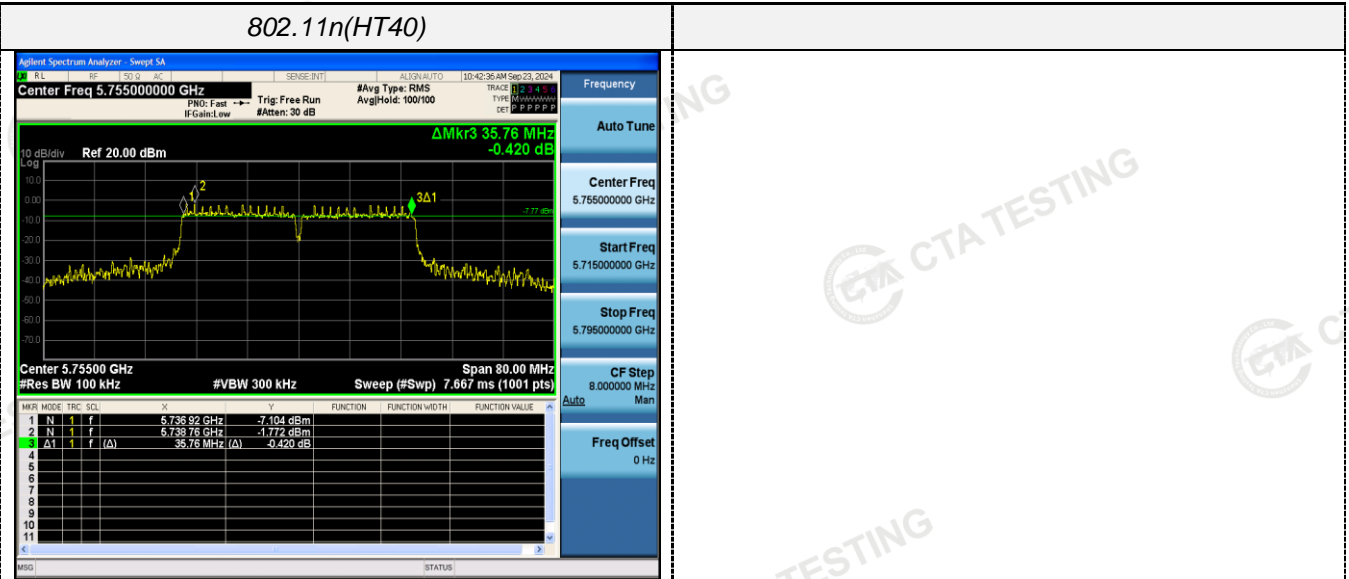 802.11n(HT40)
Agilent Spectrum Analyzer - Swept SA
RL RF 50 Ω AC SENSE:INT ALIGNAUTO 10:42:36 AM Sep 23, 2024
Center Freq 5.755000000 GHz
PNO: Fast
IFGain:Low
Trig: Free Run
#Atten: 30 dB
#Avg Type: RMS
Avg|Hold: 100/100
TRACE 1 2 3 4 5 6
TYPE M
DET P P P P P P
Frequency
Auto Tune
Center Freq
5.755000000 GHz
Start Freq
5.715000000 GHz
Stop Freq
5.795000000 GHz
CF Step
8.000000 MHz
Auto Man
Freq Offset
0 Hz
ΔMkr3 35.76 MHz
-0.420 dB
10 dB/div Ref 20.00 dBm
Log
10.0
0.00
-10.0
-20.0
-30.0
-40.0
-50.0
-60.0
-70.0
1
2
3Δ1
-7.77 dBm
Center 5.75500 GHz Span 80.00 MHz
#Res BW 100 kHz #VBW 300 kHz Sweep (#Swp) 7.667 ms (1001 pts)
MKR MODE TRC SCL X Y FUNCTION FUNCTION WIDTH FUNCTION VALUE
1 N 1 f 5.736 92 GHz -7.104 dBm
2 N 1 f 5.738 76 GHz -1.772 dBm
3 Δ1 1 f (Δ) 35.76 MHz (Δ) -0.420 dB
4
5
6
7
8
9
10
11
MSG STATUS
CTA TESTING
TESTING